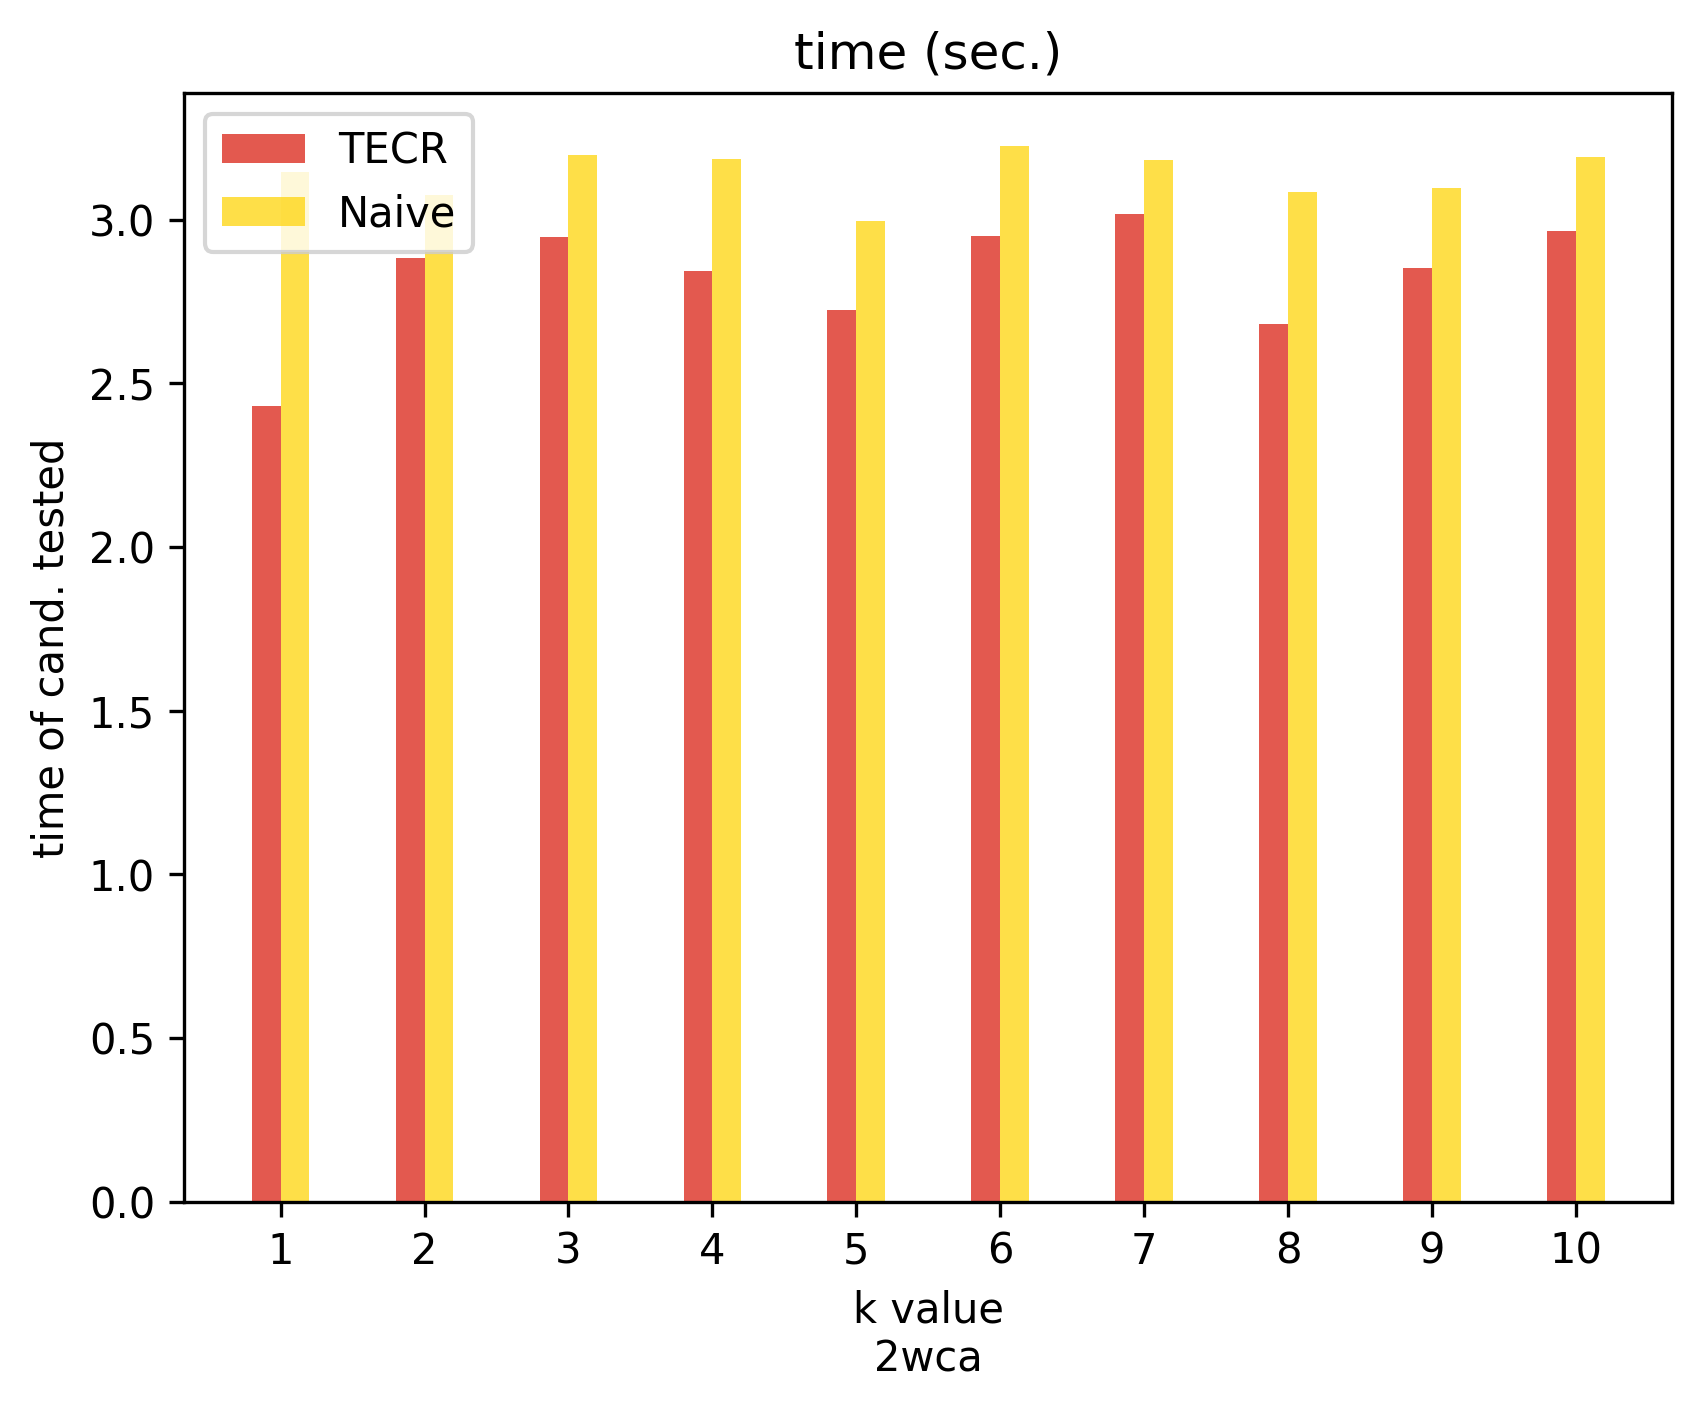 time (sec.)
TECR
Naive
time of cand. tested
3.0
2.5
2.0
1.5
1.0
0.5
0.0
1 2 3 4 5 6 7 8 9 10
k value
2wca